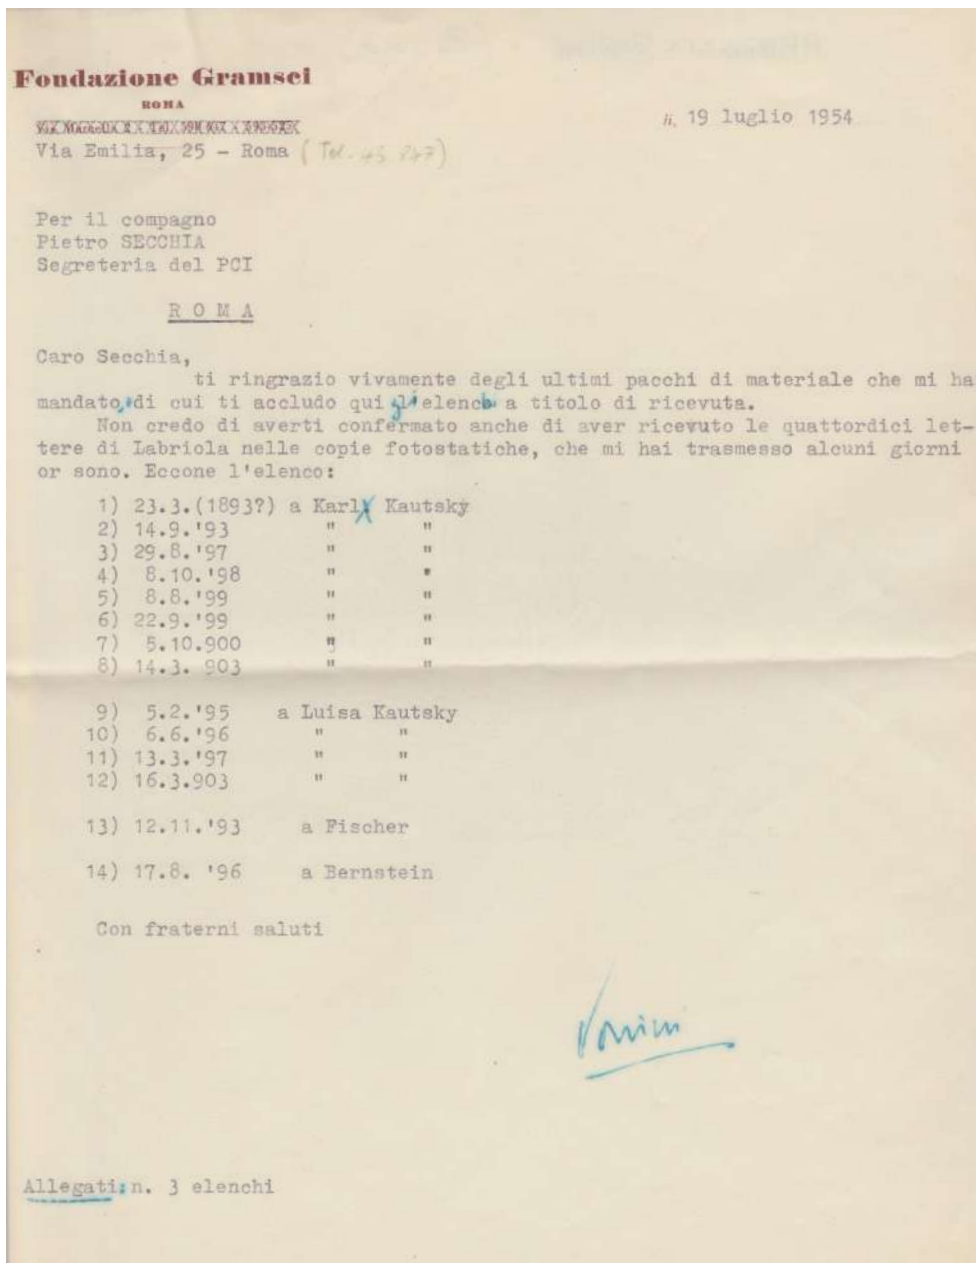 Fondazione Gramsci
ROMA
li, 19 luglio 1954
Via Emilia, 25 - Roma (Tel.
Per il compagno
Pietro SECCHIA
Segreteria del PCI
R O M A
Caro Secchia,
ti ringrazio vivamente degli ultimi pacchi di materiale che mi ha
mandato, di cui ti accludo qui gli elenchi a titolo di ricevuta.
Non credo di averti confermato anche di aver ricevuto le quattordici let-
tere di Labriola nelle copie fotostatiche, che mi hai trasmesso alcuni giorni
or sono. Eccone l'elenco:
1) 23.3.(1893?) a Karl Kautsky
2) 14.9.'93 " "
3) 29.8.'97 " "
4) 8.10.'98 " "
5) 8.8.'99 " "
6) 22.9.'99 " "
7) 5.10.900 " "
8) 14.3. 903 " "
9) 5.2.'95 a Luisa Kautsky
10) 6.6.'96 " "
11) 13.3.'97 " "
12) 16.3.903 " "
13) 12.11.'93 a Fischer
14) 17.8. '96 a Bernstein
Con fraterni saluti
Allegati: n. 3 elenchi